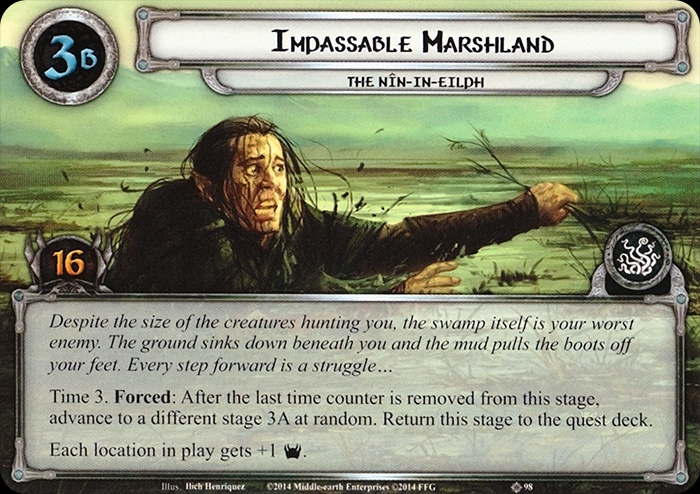 3B
Impassable Marshland
The Nîn-in-Eilph
16
Despite the size of the creatures hunting you, the swamp itself is your worst
enemy. The ground sinks down beneath you and the mud pulls the boots off
your feet. Every step forward is a struggle…
Time 3. Forced: After the last time counter is removed from this stage,
advance to a different stage 3A at random. Return this stage to the quest deck.
Each location in play gets +1 .
Illus. Ilich Henriquez ©2014 Middle-earth Enterprises ©2014 FFG 98